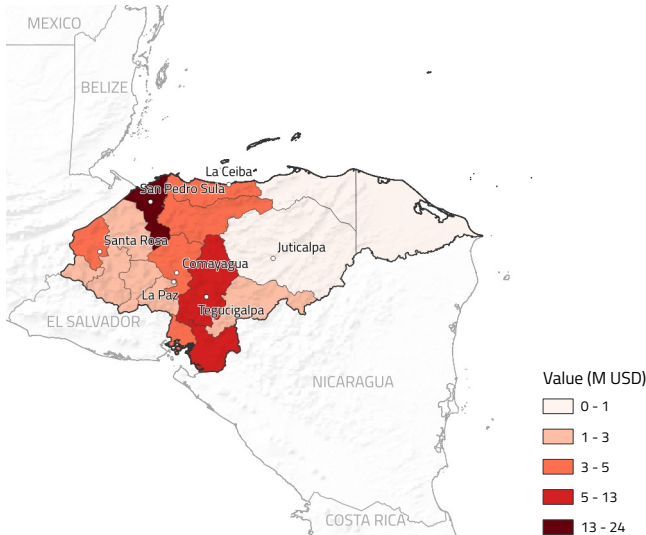 MEXICO
BELIZE
La Ceiba
San Pedro Sula
Santa Rosa
Juticalpa
Comayagua
La Paz
Tegucigalpa
EL SALVADOR
NICARAGUA
COSTA RICA
Value (M USD)
0 - 1
1 - 3
3 - 5
5 - 13
13 - 24